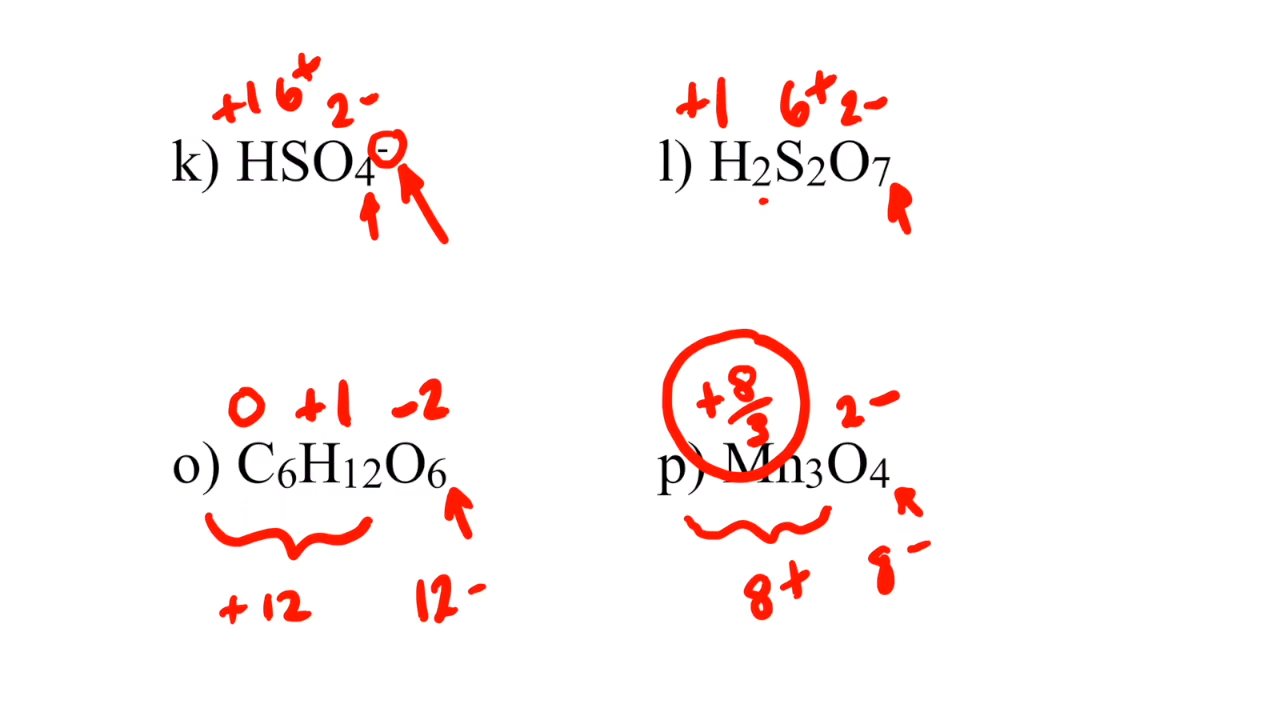 +1 6+ 2-
k) HSO4-
+1 6+ 2-
l) H2S2O7
0 +1 -2
o) C6H12O6
+12 12-
+8/3 2-
p) Mn3O4
8+ 8-